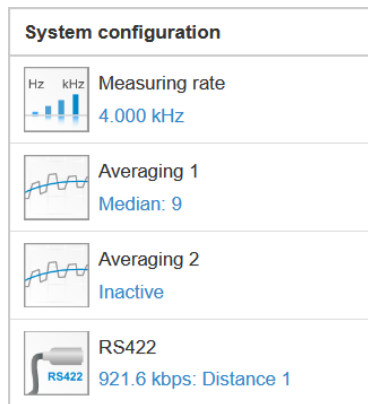 System configuration
Hz kHz
Measuring rate
4.000 kHz
Averaging 1
Median: 9
Averaging 2
Inactive
RS422
RS422
921.6 kbps: Distance 1